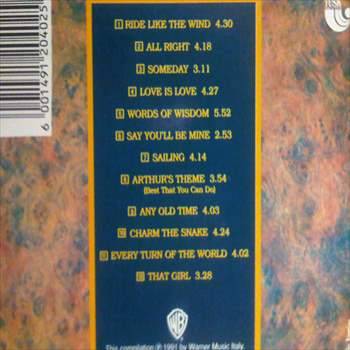 1 RIDE LIKE THE WIND 4.30
2 ALL RIGHT 4.18
3 SOMEDAY 3.11
4 LOVE IS LOVE 4.27
5 WORDS OF WISDOM 5.52
6 SAY YOU'LL BE MINE 2.53
7 SAILING 4.14
8 ARTHUR'S THEME 3.54
(Best That You Can Do)
9 ANY OLD TIME 4.03
10 CHARM THE SNAKE 4.24
11 EVERY TURN OF THE WORLD 4.02
12 THAT GIRL 3.28
WB
This compilation ℗ 1991 by Warner Music Italy.
6 001491 204025